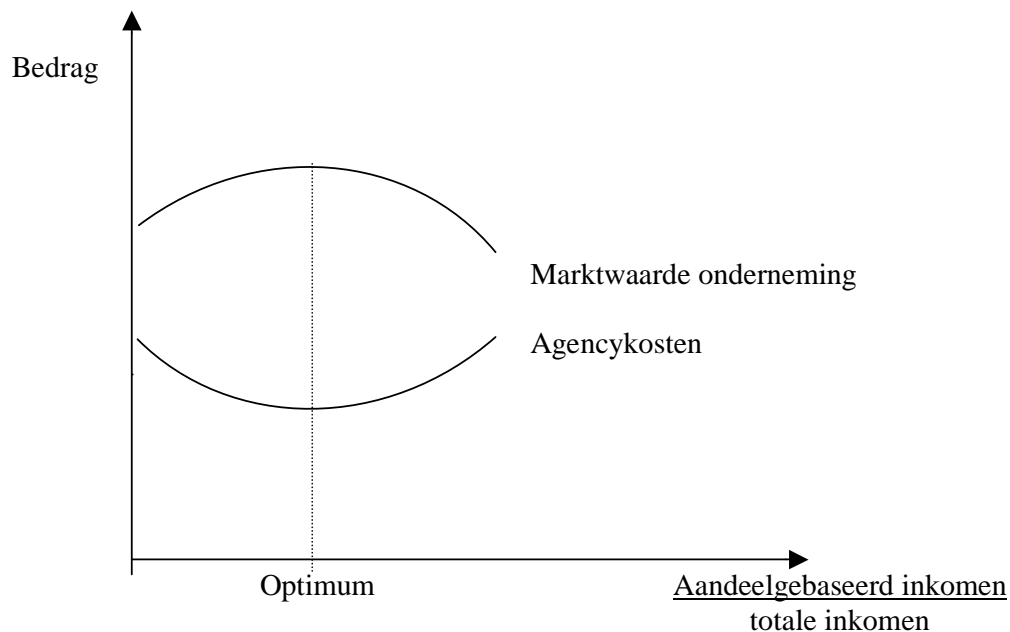 Bedrag
Marktwaarde onderneming
Agencykosten
Optimum
Aandeelgebaseerd inkomen
totale inkomen